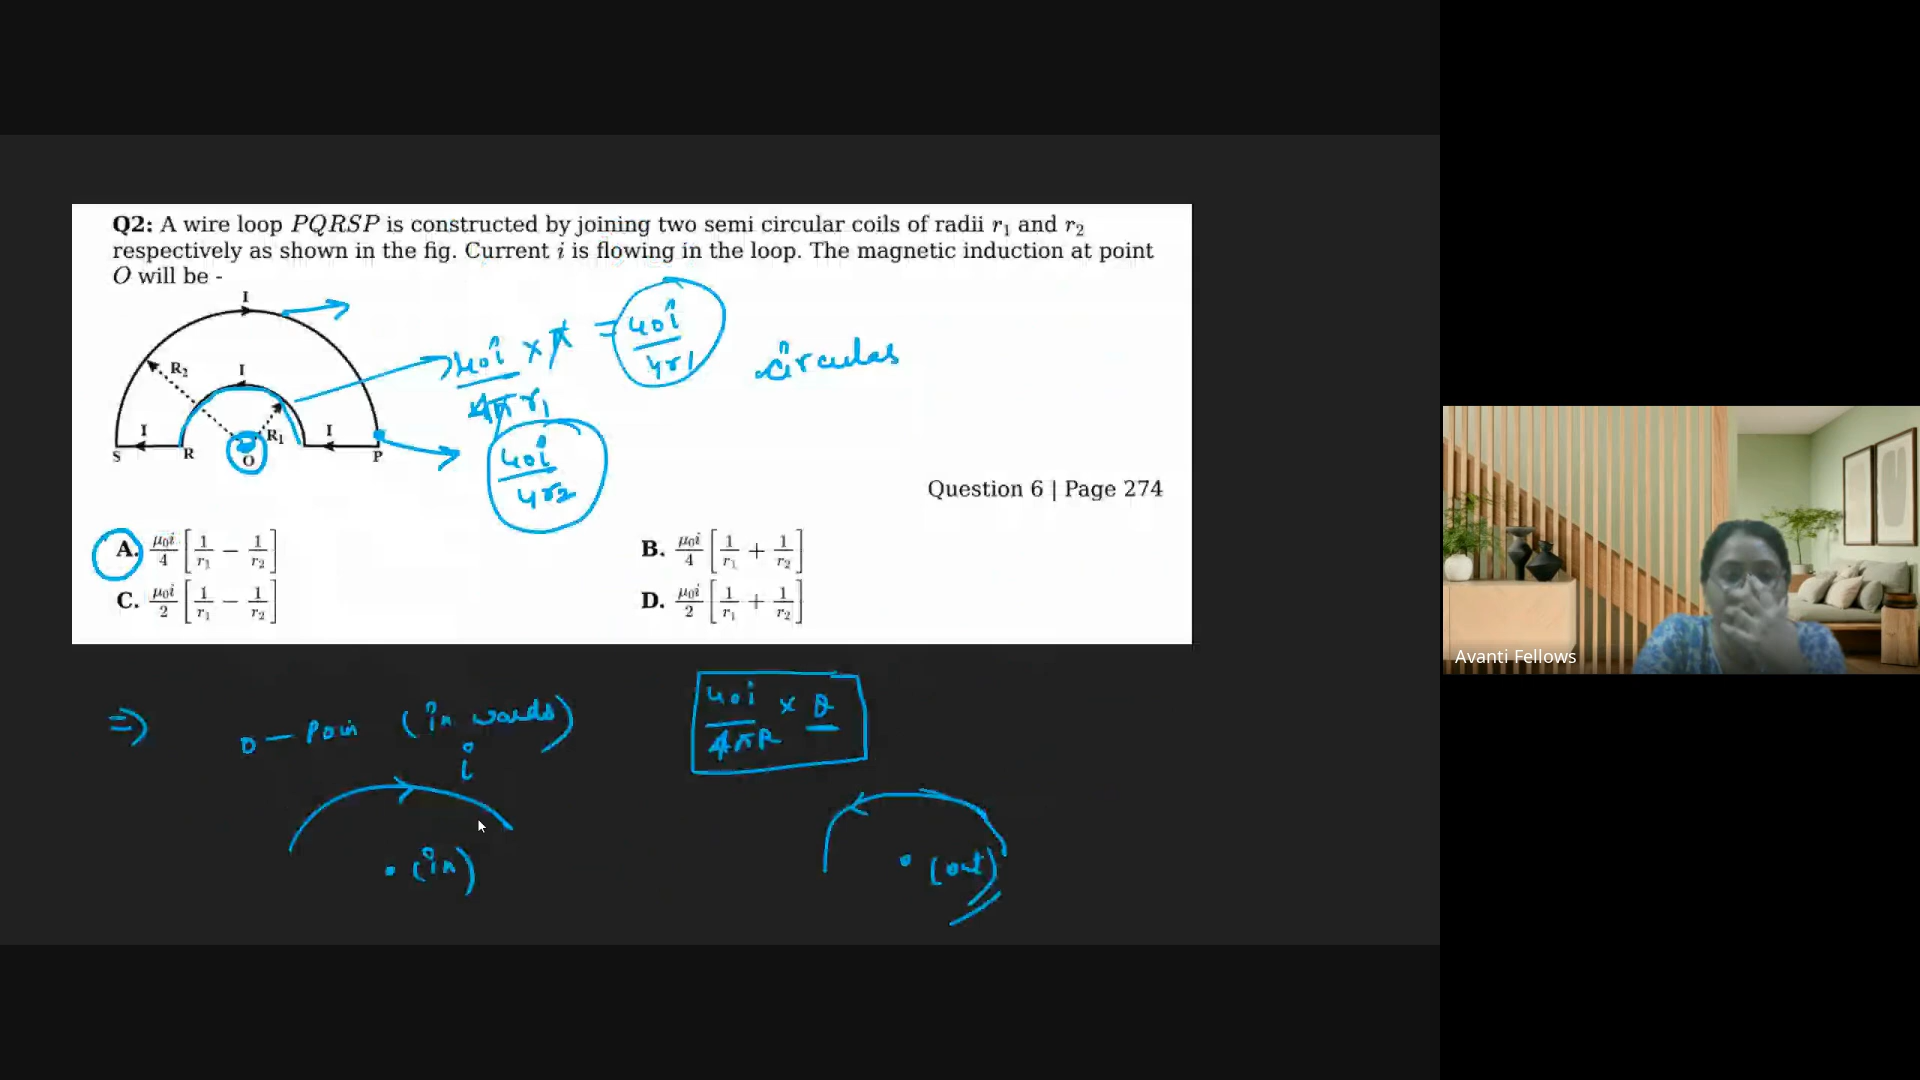 Q2: A wire loop PQRSP is constructed by joining two semi circular coils of radii r₁ and r₂
respectively as shown in the fig. Current i is flowing in the loop. The magnetic induction at point
O will be -
I
R₂
I
I
R₁
I
S
R
O
P
μ₀i/4πr₁ × π = μ₀i/4r₁
circular
μ₀i/4r₂
Question 6 | Page 274
A. μ₀i/4 [1/r₁ − 1/r₂]
B. μ₀i/4 [1/r₁ + 1/r₂]
C. μ₀i/2 [1/r₁ − 1/r₂]
D. μ₀i/2 [1/r₁ + 1/r₂]
⇒ O — Poin (in wards)
μ₀i/4πR × θ
i
• (in)
• (out)
Avanti Fellows